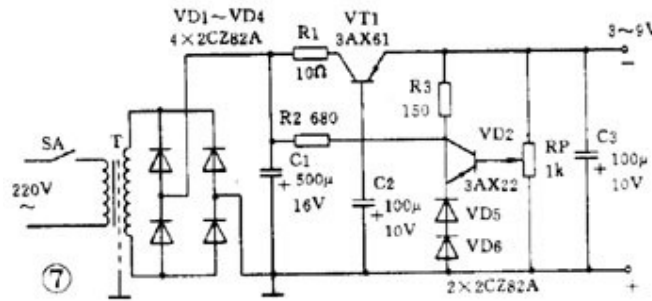 VD1～VD4
4×2CZ82A
R1
10Ω
VT1
3AX61
3～9V
−
R3
150
SA
T
R2 680
VD2
RP
1k
C3
+ 100μ
10V
220V
～
C1
+ 500μ
16V
C2
+ 100μ
10V
3AX22
VD5
VD6
⑦
2×2CZ82A
+